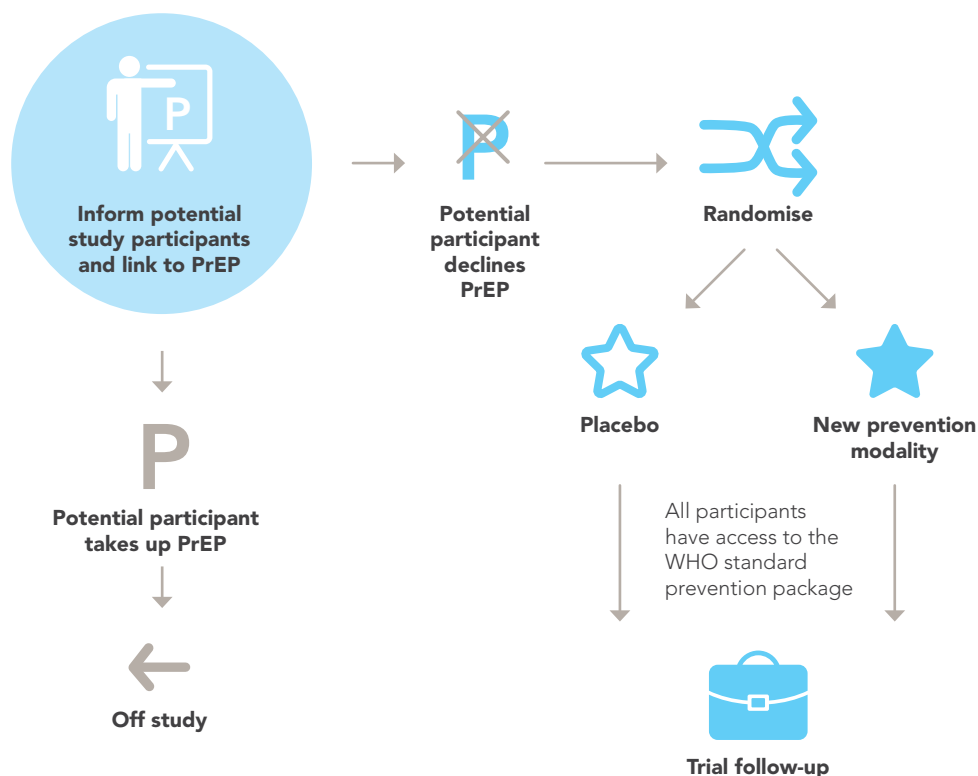 P
Inform potential
study participants
and link to PrEP
P
Potential
participant
declines
PrEP
Randomise
Placebo
New prevention
modality
P
Potential participant
takes up PrEP
All participants
have access to the
WHO standard
prevention package
Off study
Trial follow-up